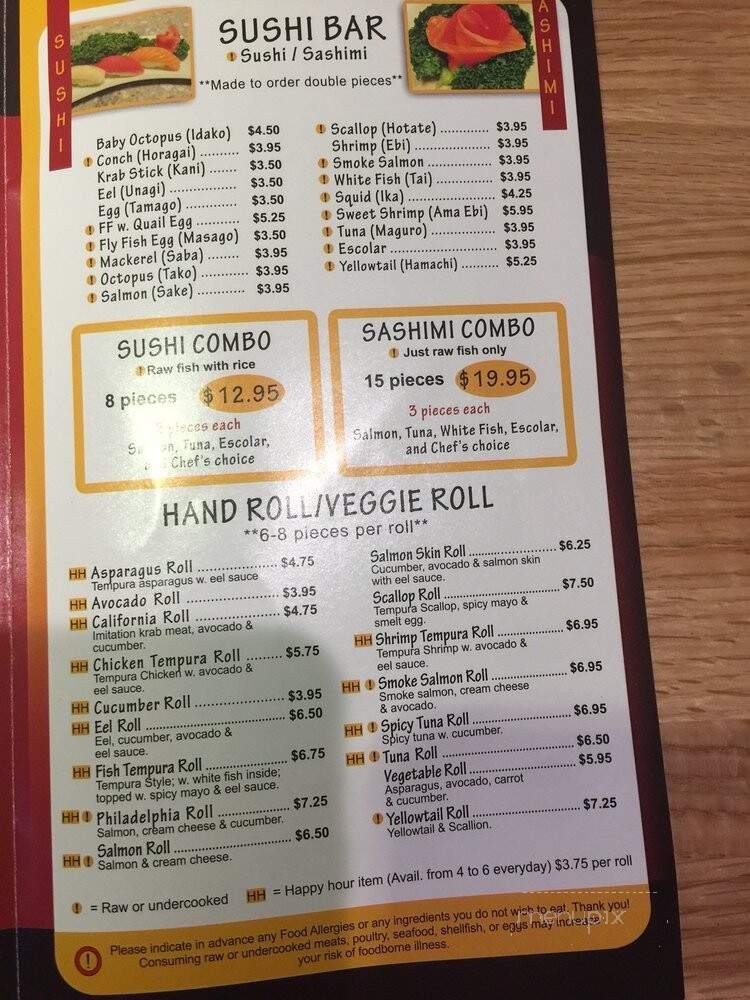 SUSHI
SASHIMI
SUSHI BAR
! Sushi / Sashimi
**Made to order double pieces**
Baby Octopus (Idako) $4.50
! Conch (Horagai) .......... $3.95
Krab Stick (Kani) ....... $3.50
Eel (Unagi) ................. $3.50
Egg (Tamago) ............. $3.50
! FF w. Quail Egg ........... $5.25
! Fly Fish Egg (Masago) $3.50
! Mackerel (Saba) ........ $3.95
! Octopus (Tako) ............ $3.95
! Salmon (Sake) ............ $3.95
! Scallop (Hotate) ............. $3.95
Shrimp (Ebi) ..................... $3.95
! Smoke Salmon ................ $3.95
! White Fish (Tai) ............... $3.95
! Squid (Ika) ....................... $4.25
! Sweet Shrimp (Ama Ebi) $5.95
! Tuna (Maguro) ................. $3.95
! Escolar ........................... $3.95
! Yellowtail (Hamachi) .......... $5.25
SUSHI COMBO
! Raw fish with rice
8 pieces $12.95
pieces each
Tuna, Escolar,
Chef's choice
SASHIMI COMBO
! Just raw fish only
15 pieces $19.95
3 pieces each
Salmon, Tuna, White Fish, Escolar,
and Chef's choice
HAND ROLL/VEGGIE ROLL
**6-8 pieces per roll**
HH Asparagus Roll .................. $4.75
Tempura asparagus w. eel sauce
HH Avocado Roll ..................... $3.95
HH California Roll ................... $4.75
Imitation krab meat, avocado &
cucumber.
HH Chicken Tempura Roll ......... $5.75
Tempura Chicken w. avocado &
eel sauce.
HH Cucumber Roll .................... $3.95
HH Eel Roll ............................... $6.50
Eel, cucumber, avocado &
eel sauce.
HH Fish Tempura Roll ................ $6.75
Tempura Style; w. white fish inside;
topped w. spicy mayo & eel sauce.
HH ! Philadelphia Roll ................ $7.25
Salmon, cream cheese & cucumber.
HH ! Salmon Roll ........................ $6.50
Salmon & cream cheese.
Salmon Skin Roll ..................... $6.25
Cucumber, avocado & salmon skin
with eel sauce.
Scallop Roll ............................. $7.50
Tempura Scallop, spicy mayo &
smelt egg.
HH Shrimp Tempura Roll ................ $6.95
Tempura Shrimp w. avocado &
eel sauce.
HH ! Smoke Salmon Roll ................ $6.95
Smoke salmon, cream cheese
& avocado.
HH ! Spicy Tuna Roll ...................... $6.95
Spicy tuna w. cucumber.
HH ! Tuna Roll ............................. $6.50
Vegetable Roll ......................... $5.95
Asparagus, avocado, carrot
& cucumber.
! Yellowtail Roll ......................... $7.25
Yellowtail & Scallion.
! = Raw or undercooked HH = Happy hour item (Avail. from 4 to 6 everyday) $3.75 per roll
! Please indicate in advance any Food Allergies or any ingredients you do not wish to eat. Thank you!
Consuming raw or undercooked meats, poultry, seafood, shellfish, or eggs may increase
your risk of foodborne illness.
menupix